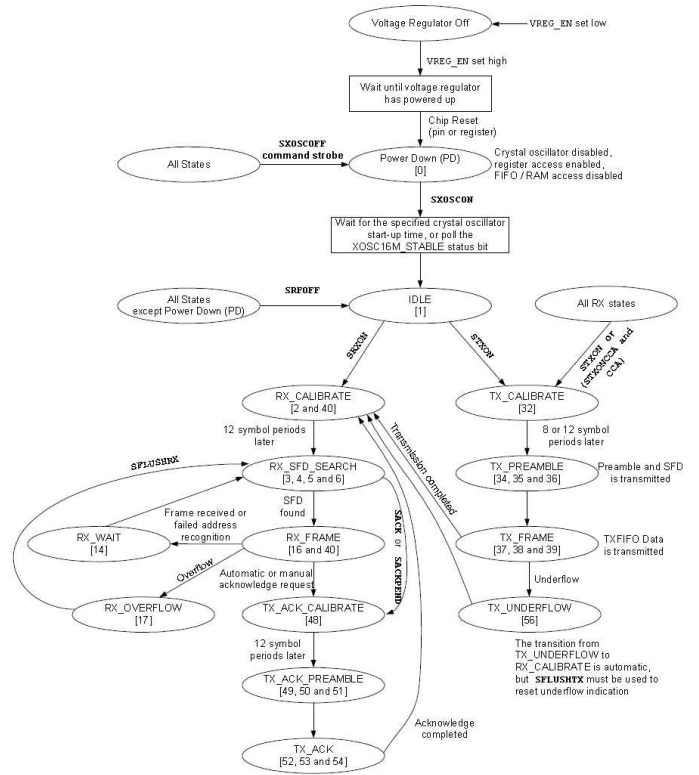 Voltage Regulator Off
VREG_EN set low
VREG_EN set high
Wait until voltage regulator
has powered up
Chip Reset
(pin or register)
All States
SXOSCOFF
command strobe
Power Down (PD)
[0]
Crystal oscillator disabled,
register access enabled,
FIFO / RAM access disabled
SXOSCON
Wait for the specified crystal oscillator
start-up time, or poll the
XOSC16M_STABLE status bit
All States
except Power Down (PD)
SRFOFF
IDLE
[1]
All RX states
SRXON
STXON
STXON or
(STXONCCA and
CCA)
RX_CALIBRATE
[2 and 40]
TX_CALIBRATE
[32]
12 symbol periods
later
8 or 12 symbol
periods later
SFLUSHRX
Transmission completed
RX_SFD_SEARCH
[3, 4, 5 and 6]
TX_PREAMBLE
[34, 35 and 36]
Preamble and SFD
is transmitted
Frame received or
failed address
recognition
SFD
found
SACK or
SACKPEND
RX_WAIT
[14]
RX_FRAME
[16 and 40]
TX_FRAME
[37, 38 and 39]
TXFIFO Data
is transmitted
Overflow
Automatic or manual
acknowledge request
Underflow
RX_OVERFLOW
[17]
TX_ACK_CALIBRATE
[48]
TX_UNDERFLOW
[56]
12 symbol
periods later
The transition from
TX_UNDERFLOW to
RX_CALIBRATE is automatic,
but SFLUSHTX must be used to
reset underflow indication
TX_ACK_PREAMBLE
[49, 50 and 51]
Acknowledge
completed
TX_ACK
[52, 53 and 54]